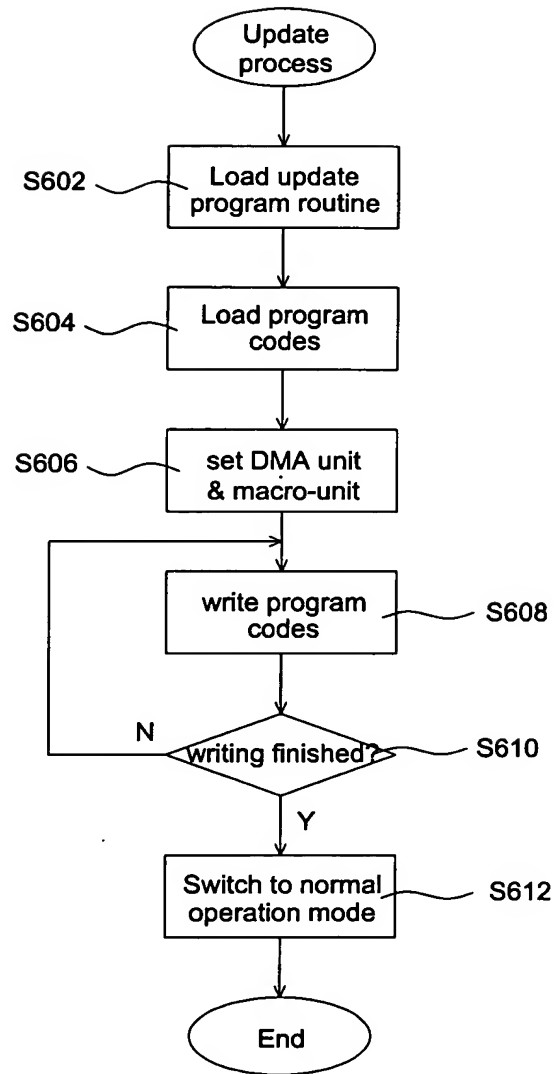 Update
process
S602
Load update
program routine
S604
Load program
codes
S606
set DMA unit
& macro-unit
write program
codes
S608
N
writing finished?
S610
Y
Switch to normal
operation mode
S612
End